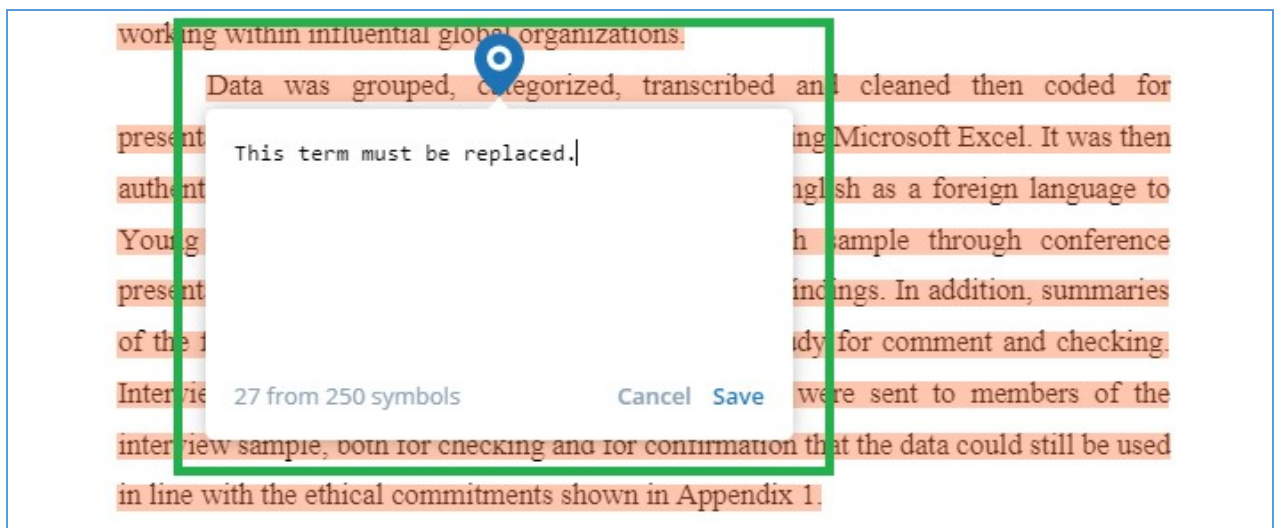 working within influential global organizations.
Data was grouped, categorized, transcribed and cleaned then coded for
present
This term must be replaced.
ing Microsoft Excel. It was then
authent
nglish as a foreign language to
Young
h sample through conference
present
indings. In addition, summaries
of the f
dy for comment and checking.
Intervie
27 from 250 symbols Cancel Save
were sent to members of the
interview sample, both for checking and for confirmation that the data could still be used
in line with the ethical commitments shown in Appendix 1.